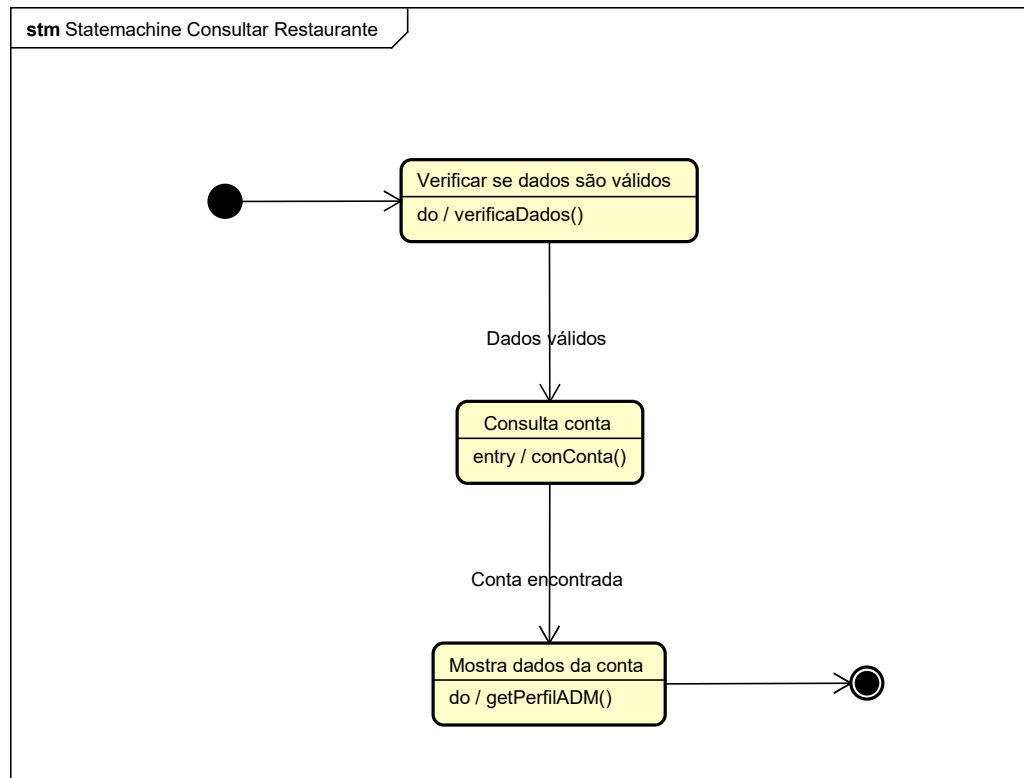 stm Statemachine Consultar Restaurante
Verificar se dados são válidos
do / verificaDados()
Dados válidos
Consulta conta
entry / conConta()
Conta encontrada
Mostra dados da conta
do / getPerfilADM()